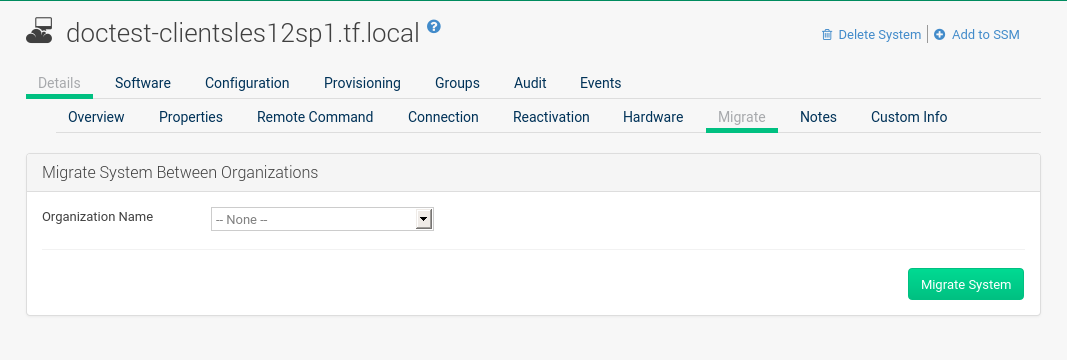 doctest-clientsles12sp1.tf.local ?
Delete System | Add to SSM
Details Software Configuration Provisioning Groups Audit Events
Overview Properties Remote Command Connection Reactivation Hardware Migrate Notes Custom Info
Migrate System Between Organizations
Organization Name -- None --
Migrate System